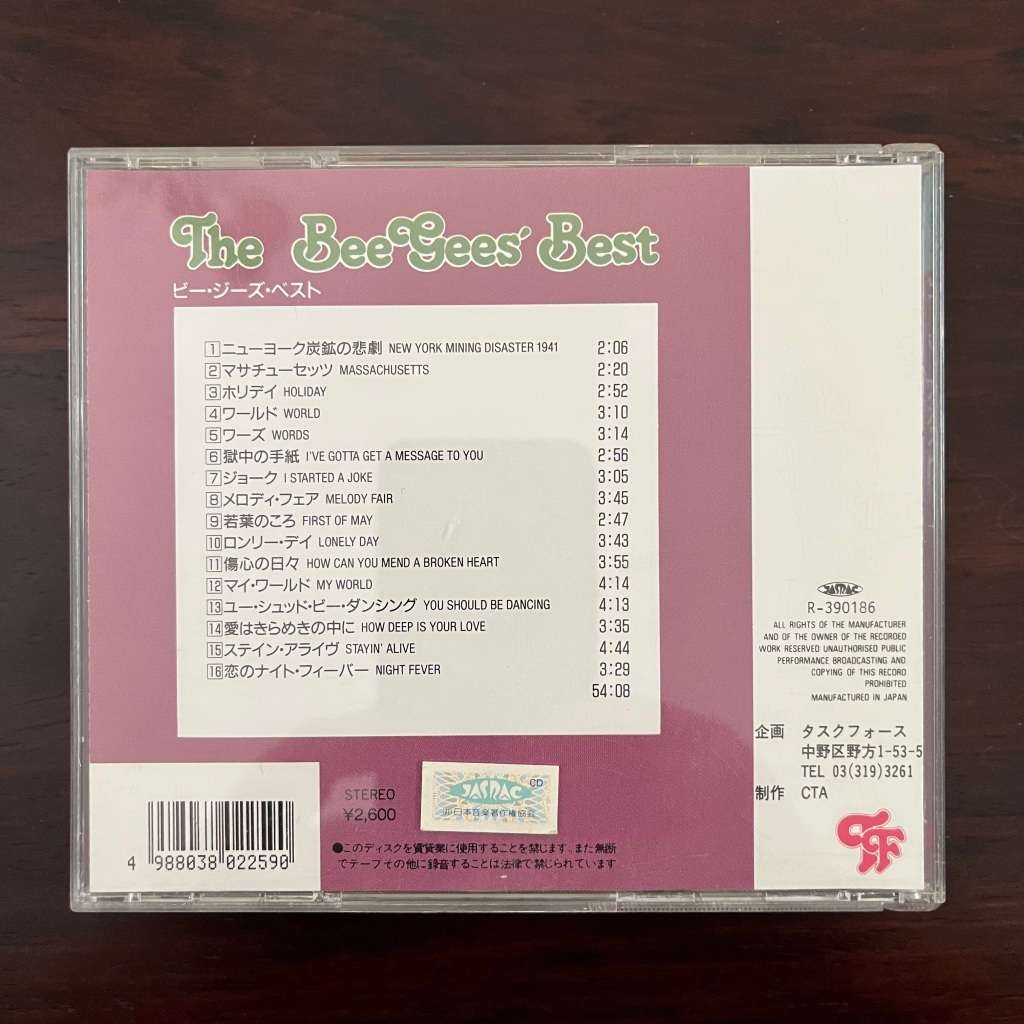 The Bee Gees' Best
ビー・ジーズ・ベスト
1 ニューヨーク炭鉱の悲劇 NEW YORK MINING DISASTER 1941 2:06
2 マサチューセッツ MASSACHUSETTS 2:20
3 ホリデイ HOLIDAY 2:52
4 ワールド WORLD 3:10
5 ワーズ WORDS 3:14
6 獄中の手紙 I'VE GOTTA GET A MESSAGE TO YOU 2:56
7 ジョーク I STARTED A JOKE 3:05
8 メロディ・フェア MELODY FAIR 3:45
9 若葉のころ FIRST OF MAY 2:47
10 ロンリー・デイ LONELY DAY 3:43
11 傷心の日々 HOW CAN YOU MEND A BROKEN HEART 3:55
12 マイ・ワールド MY WORLD 4:14
13 ユー・シュッド・ビー・ダンシング YOU SHOULD BE DANCING 4:13
14 愛はきらめきの中に HOW DEEP IS YOUR LOVE 3:35
15 ステイン・アライヴ STAYIN' ALIVE 4:44
16 恋のナイト・フィーバー NIGHT FEVER 3:29
54:08
JASRAC
R-390186
ALL RIGHTS OF THE MANUFACTURER
AND OF THE OWNER OF THE RECORDED
WORK RESERVED UNAUTHORISED PUBLIC
PERFORMANCE BROADCASTING AND
COPYING OF THIS RECORD
PROHIBITED
MANUFACTURED IN JAPAN
企画 タスクフォース
中野区野方1-53-5
TEL 03(319)3261
制作 CTA
4 988038 022590
STEREO
¥2,600
JASRAC CD
(社)日本音楽著作権協会
●このディスクを賃貸業に使用することを禁じます。また無断
でテープその他に録音することは法律で禁じられています